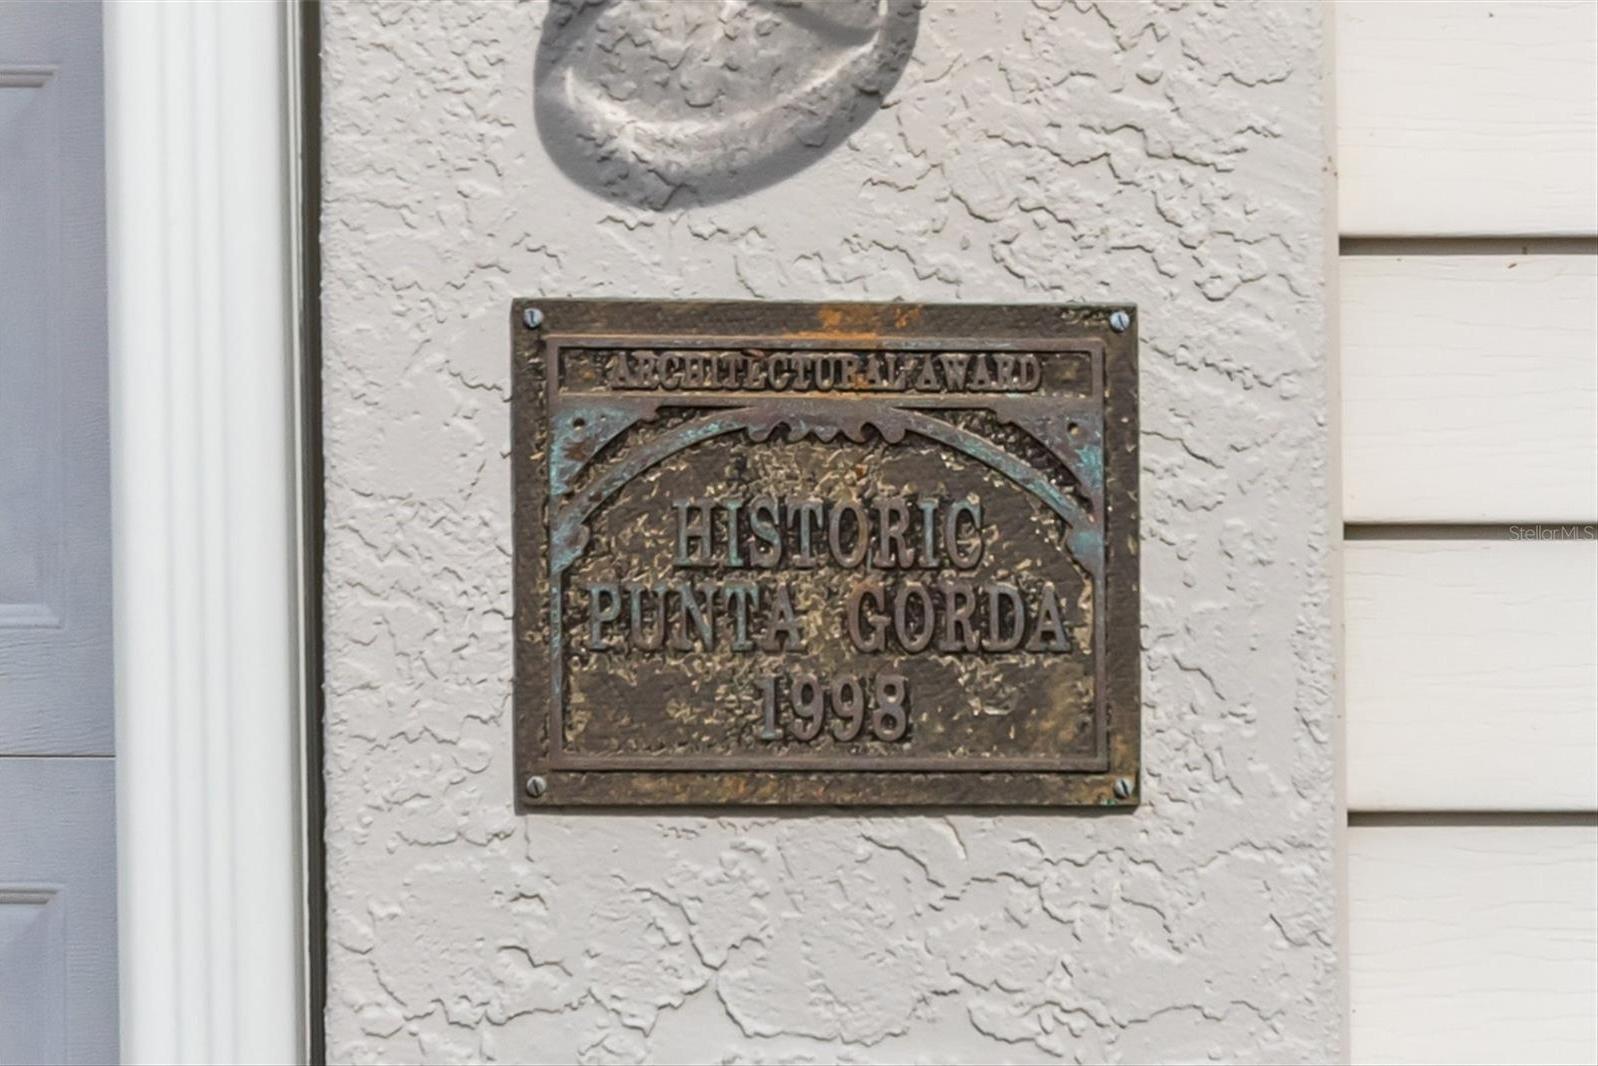 ARCHITECTURAL AWARD
HISTORIC
PUNTA GORDA
1998
StellarMLS